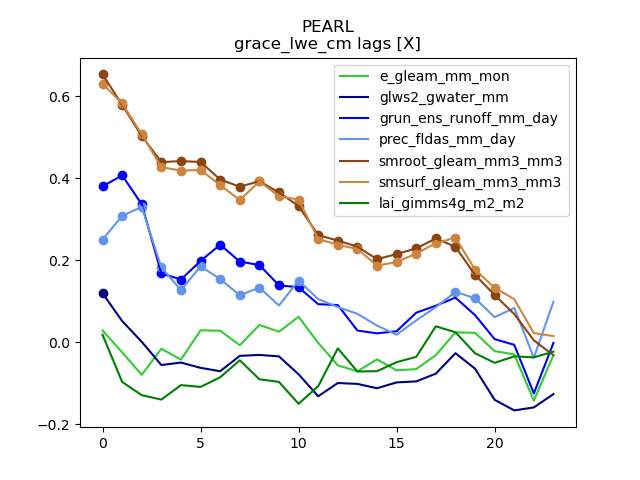 PEARL
grace_lwe_cm lags [X]
e_gleam_mm_mon
glws2_gwater_mm
grun_ens_runoff_mm_day
prec_fldas_mm_day
smroot_gleam_mm3_mm3
smsurf_gleam_mm3_mm3
lai_gimms4g_m2_m2
0.6
0.4
0.2
0.0
−0.2
0 5 10 15 20